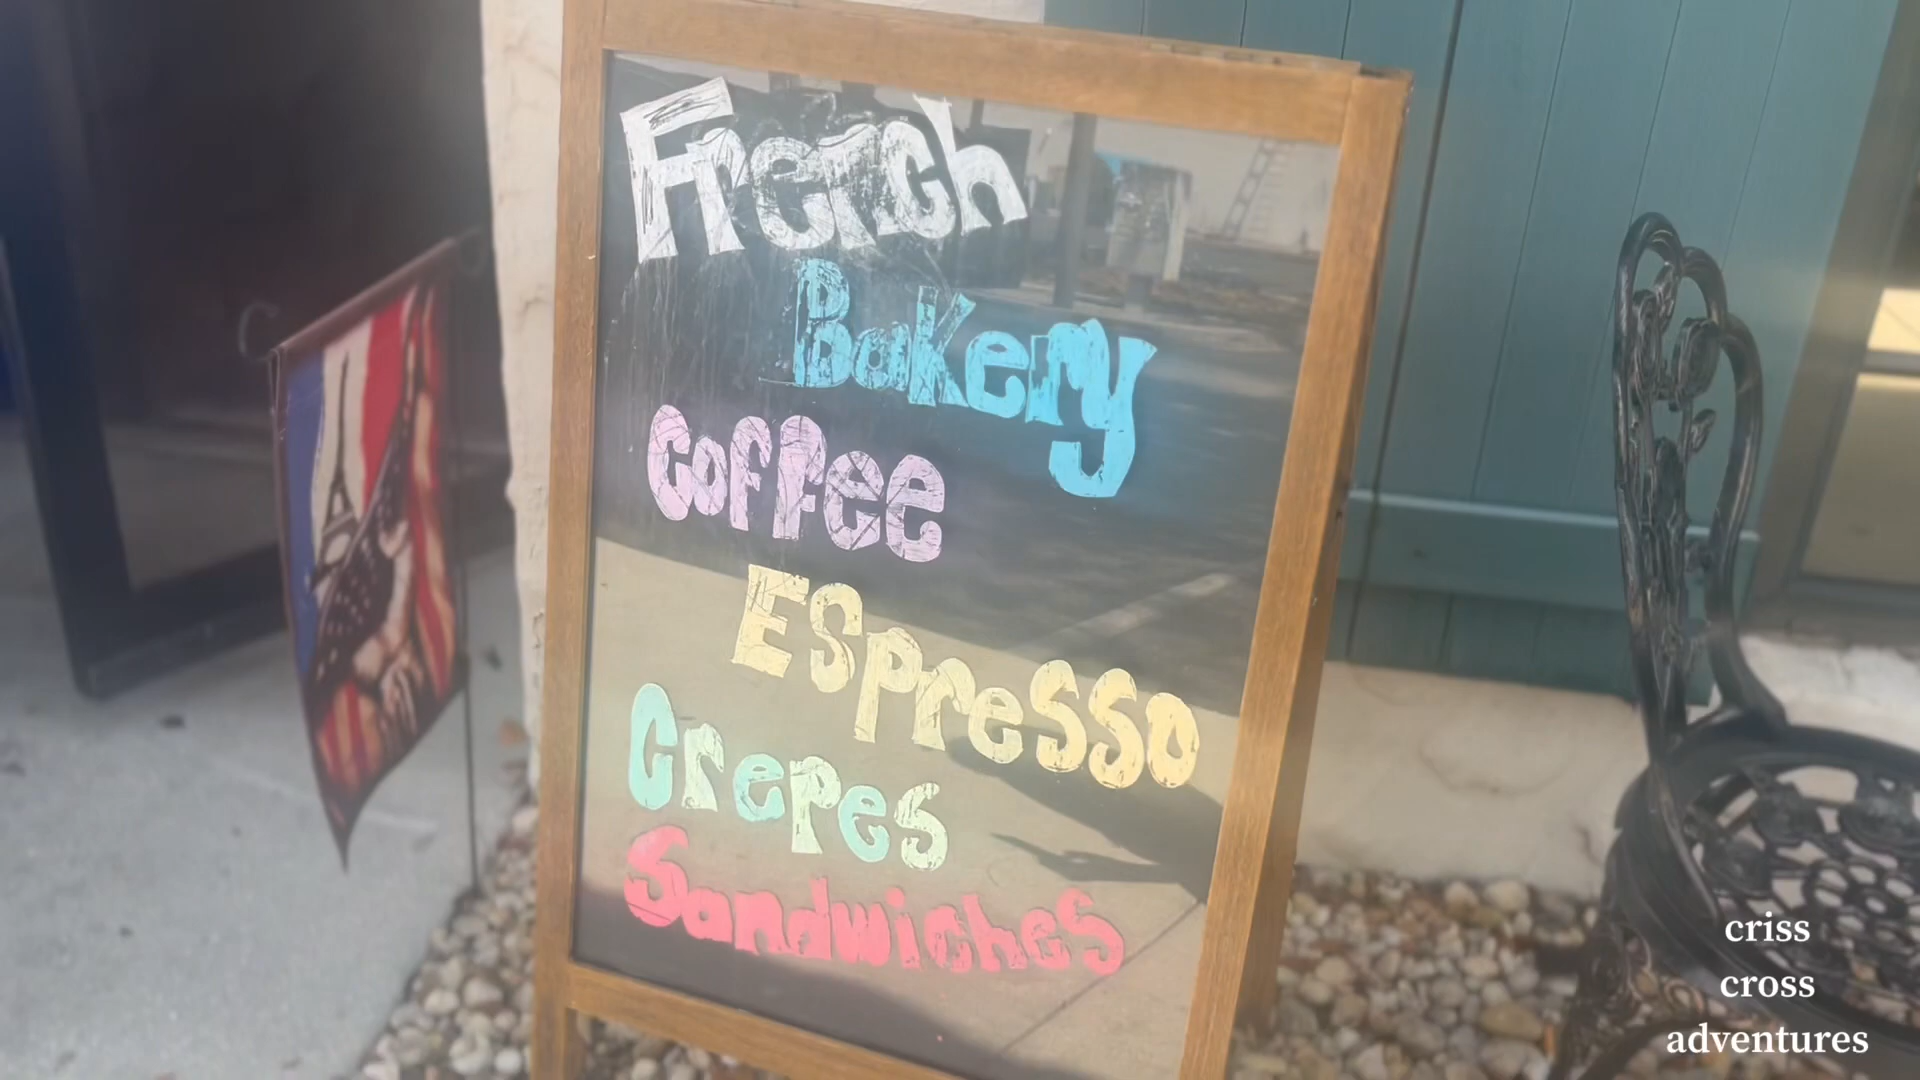 French
Bakery
Coffee
Espresso
Crepes
Sandwiches
criss
cross
adventures